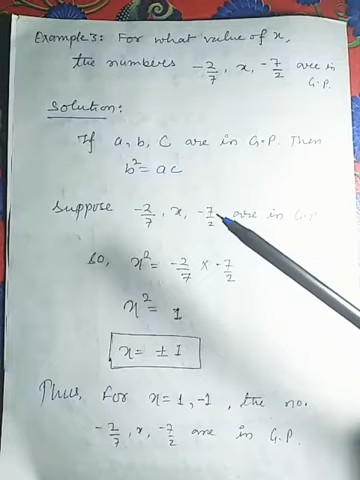 Example 3: For what value of x,
the numbers -2/7, x, -7/2 are in G.P.
Solution:
If a, b, c are in G.P. Then
b² = ac
Suppose -2/7, x, -7/2 are in G.P
So, x² = -2/7 × -7/2
x² = 1
x = ± 1
Thus, For x = 1, -1, the no.
-2/7, x, -7/2 are in G.P.